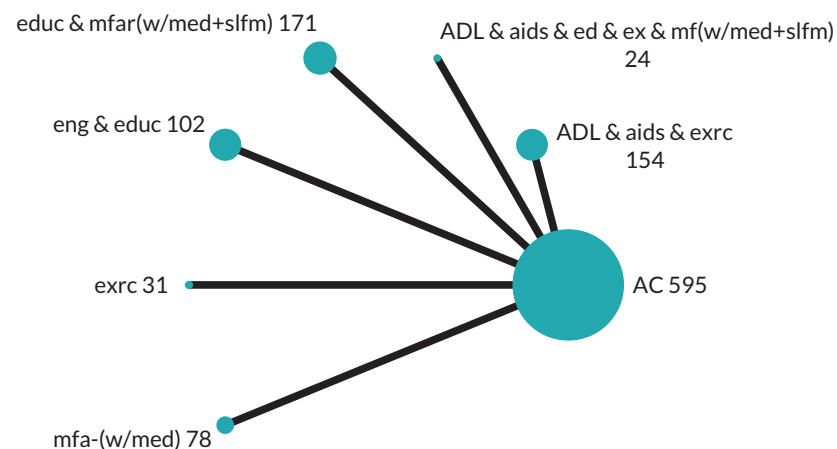 educ & mfar(w/med+slfm) 171
ADL & aids & ed & ex & mf(w/med+slfm)
24
eng & educ 102
ADL & aids & exrc
154
exrc 31
AC 595
mfa-(w/med) 78